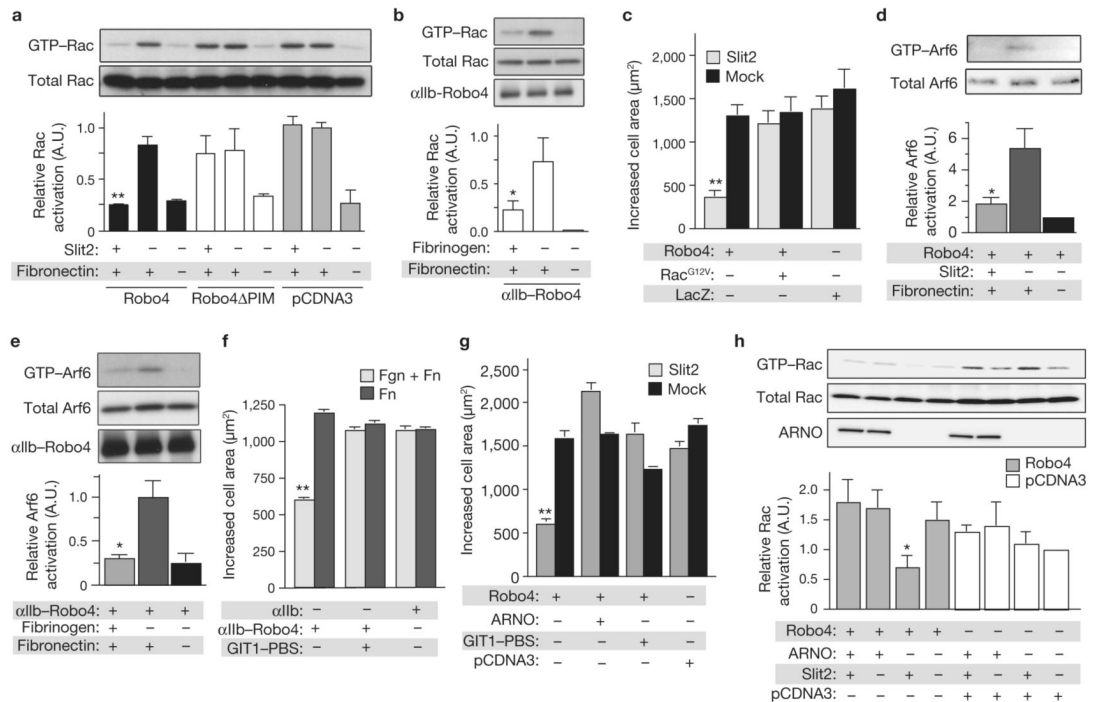 a
GTP–Rac
Total Rac
Relative Rac
activation (A.U.)
1.0
0.5
0
**
Slit2: + – – + – – + – –
Fibronectin: + + – + + – + + –
Robo4 Robo4ΔPIM pCDNA3
b
GTP–Rac
Total Rac
αIIb-Robo4
Relative Rac
activation (A.U.)
1.0
0.5
0
*
Fibrinogen: + – –
Fibronectin: + + –
αIIb–Robo4
c
Increased cell area (µm²)
Slit2
Mock
1,500
1,000
500
0
**
Robo4: + + –
Rac^G12V: – + –
LacZ: – – +
d
GTP–Arf6
Total Arf6
Relative Arf6
activation (A.U.)
6
4
2
0
*
Robo4: + + +
Slit2: + – –
Fibronectin: + + –
e
GTP–Arf6
Total Arf6
αIIb–Robo4
Relative Arf6
activation (A.U.)
1.0
0.5
0
*
αIIb–Robo4: + + +
Fibrinogen: + – –
Fibronectin: + + –
f
Increased cell area (µm²)
Fgn + Fn
Fn
1,250
1,000
750
500
250
0
**
αIIb: – – +
αIIb–Robo4: + + –
GIT1–PBS: – + –
g
Increased cell area (µm²)
Slit2
Mock
2,500
2,000
1,500
1,000
500
0
**
Robo4: + + + –
ARNO: – + – –
GIT1–PBS: – – + –
pCDNA3: – – – +
h
GTP–Rac
Total Rac
ARNO
Robo4
pCDNA3
Relative Rac
activation (A.U.)
2.0
1.5
1.0
0.5
0
*
Robo4: + + + + – – – –
ARNO: + + – – + + – –
Slit2: + – + – + – + –
pCDNA3: – – – – + + + +